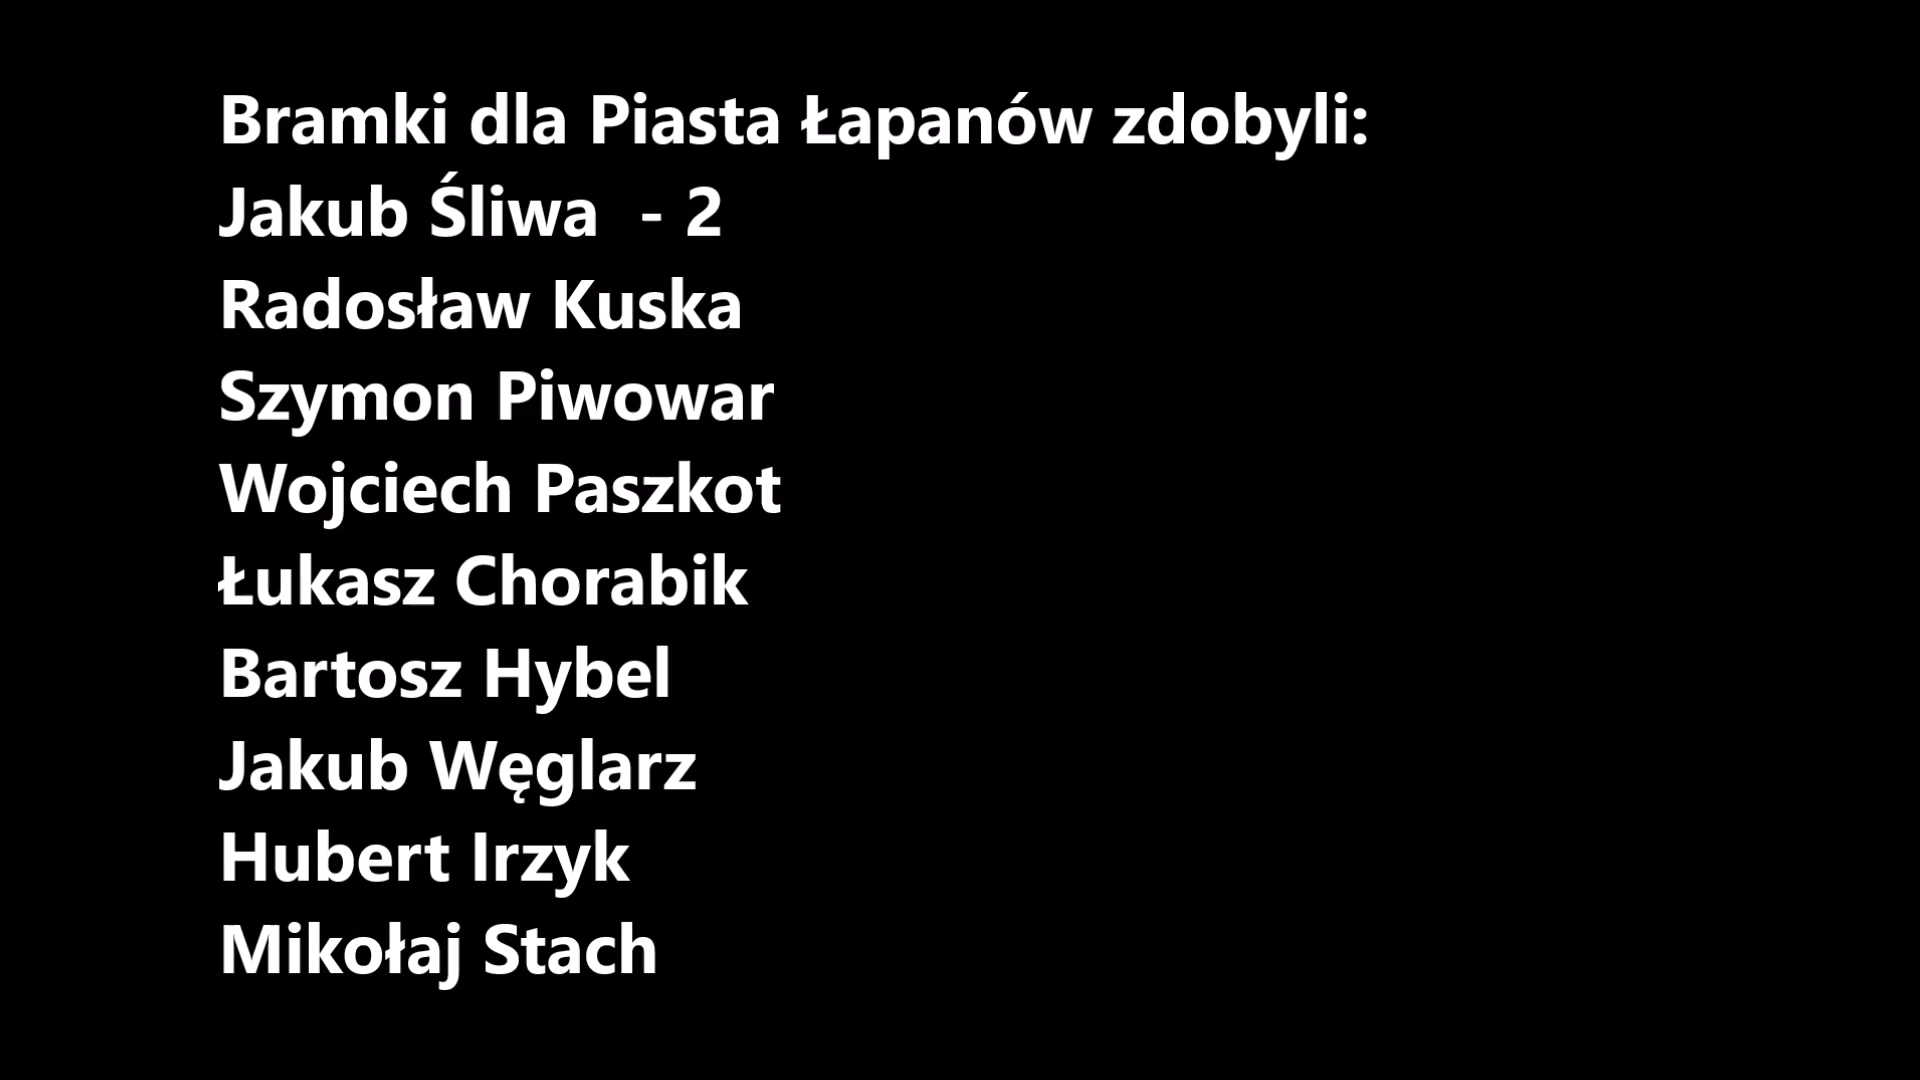 Bramki dla Piasta Łapanów zdobyli:
Jakub Śliwa  - 2
Radosław Kuska
Szymon Piwowar
Wojciech Paszkot
Łukasz Chorabik
Bartosz Hybel
Jakub Węglarz
Hubert Irzyk
Mikołaj Stach